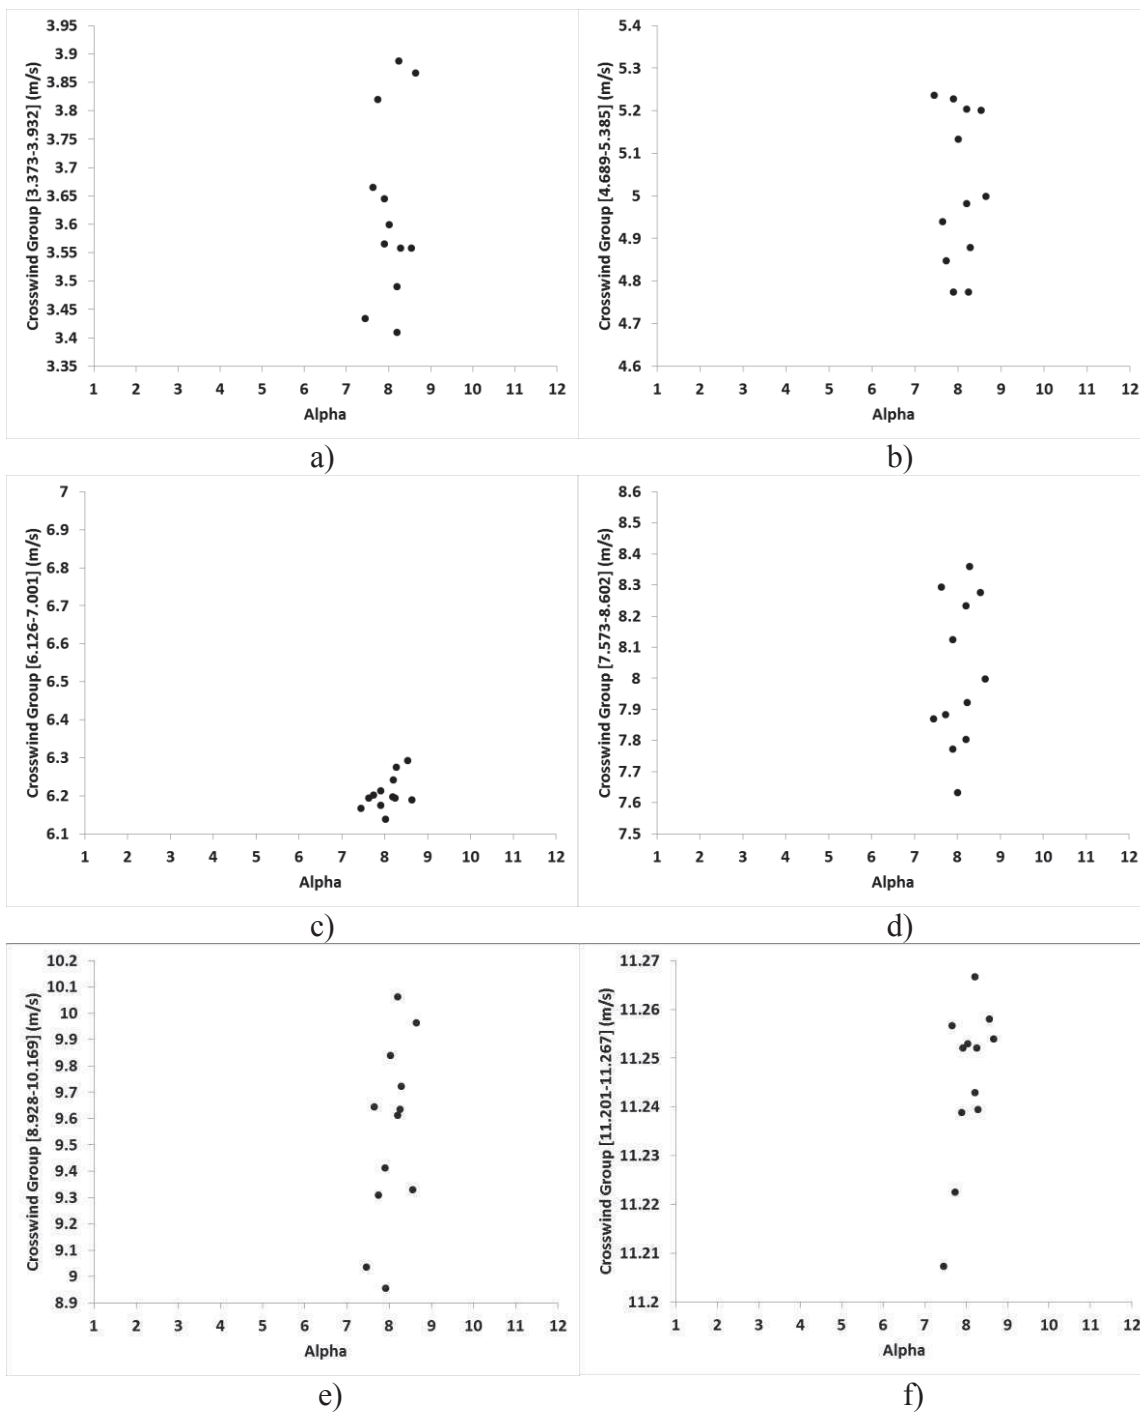 Crosswind Group [3.373-3.932] (m/s)
3.95
3.9
3.85
3.8
3.75
3.7
3.65
3.6
3.55
3.5
3.45
3.4
3.35
1 2 3 4 5 6 7 8 9 10 11 12
Alpha
a)
Crosswind Group [4.689-5.385] (m/s)
5.4
5.3
5.2
5.1
5
4.9
4.8
4.7
4.6
1 2 3 4 5 6 7 8 9 10 11 12
Alpha
b)
Crosswind Group [6.126-7.001] (m/s)
7
6.9
6.8
6.7
6.6
6.5
6.4
6.3
6.2
6.1
1 2 3 4 5 6 7 8 9 10 11 12
Alpha
c)
Crosswind Group [7.573-8.602] (m/s)
8.6
8.5
8.4
8.3
8.2
8.1
8
7.9
7.8
7.7
7.6
7.5
1 2 3 4 5 6 7 8 9 10 11 12
Alpha
d)
Crosswind Group [8.928-10.169] (m/s)
10.2
10.1
10
9.9
9.8
9.7
9.6
9.5
9.4
9.3
9.2
9.1
9
8.9
1 2 3 4 5 6 7 8 9 10 11 12
Alpha
e)
Crosswind Group [11.201-11.267] (m/s)
11.27
11.26
11.25
11.24
11.23
11.22
11.21
11.2
1 2 3 4 5 6 7 8 9 10 11 12
Alpha
f)